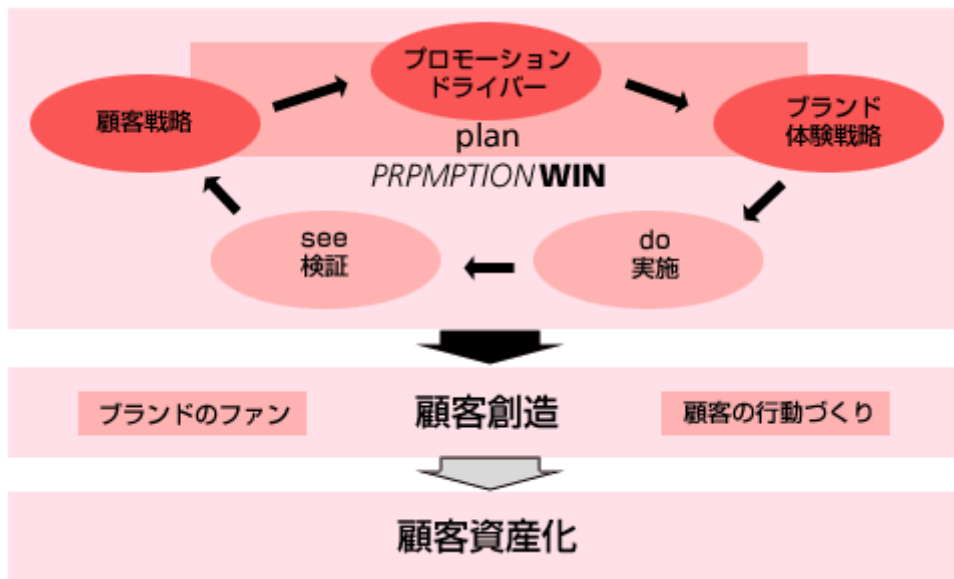 プロモーション
ドライバー
顧客戦略
ブランド
体験戦略
plan
PRPMPTION WIN
see
検証
do
実施
ブランドのファン
顧客創造
顧客の行動づくり
顧客資産化